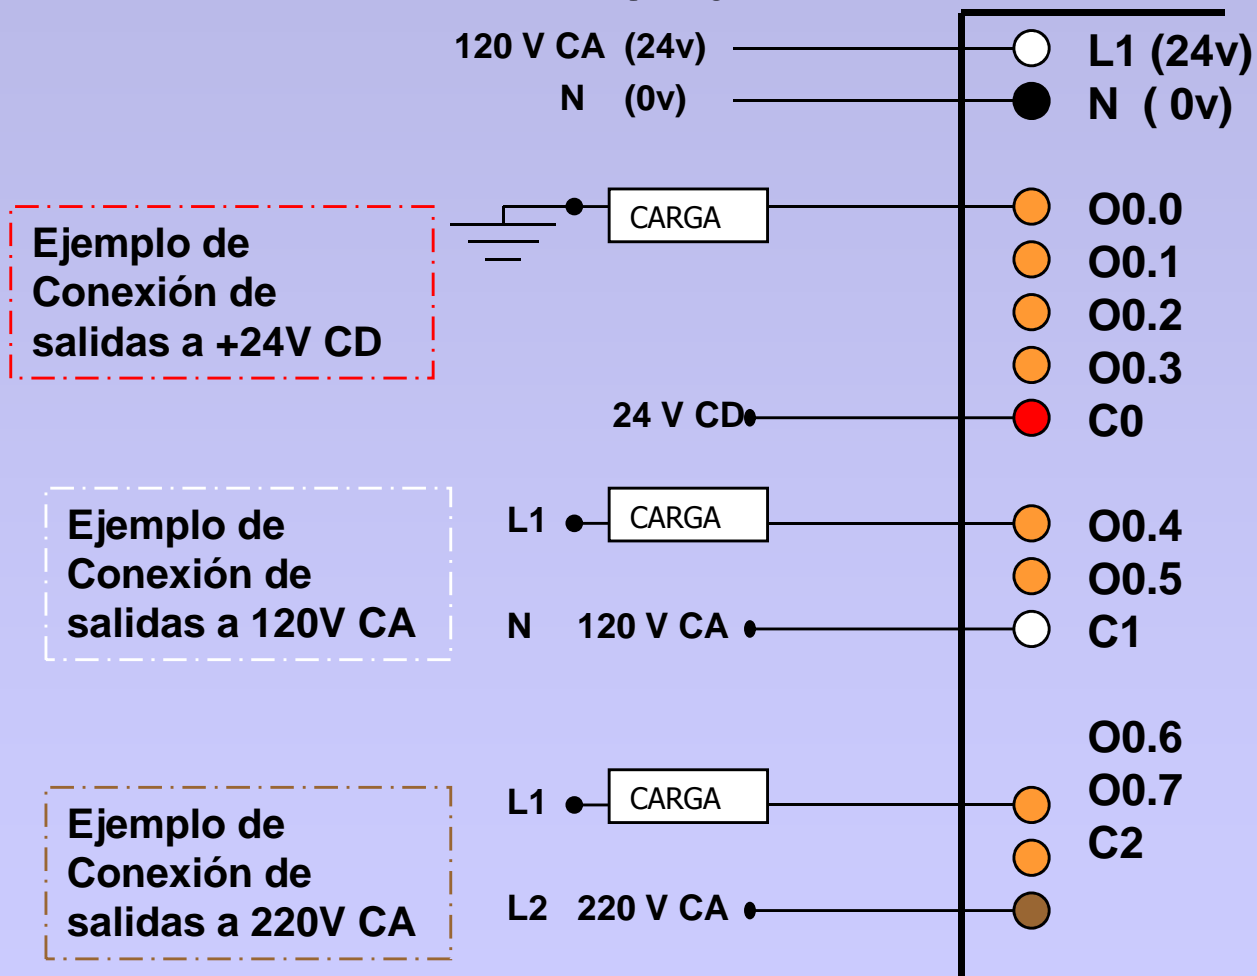 120 V CA (24v)
L1 (24v)
N (0v)
N ( 0v)
CARGA
O0.0
Ejemplo de
Conexión de
salidas a +24V CD
O0.1
O0.2
O0.3
24 V CD
C0
Ejemplo de
Conexión de
salidas a 120V CA
L1
CARGA
O0.4
O0.5
N 120 V CA
C1
O0.6
O0.7
C2
Ejemplo de
Conexión de
salidas a 220V CA
L1
CARGA
L2 220 V CA